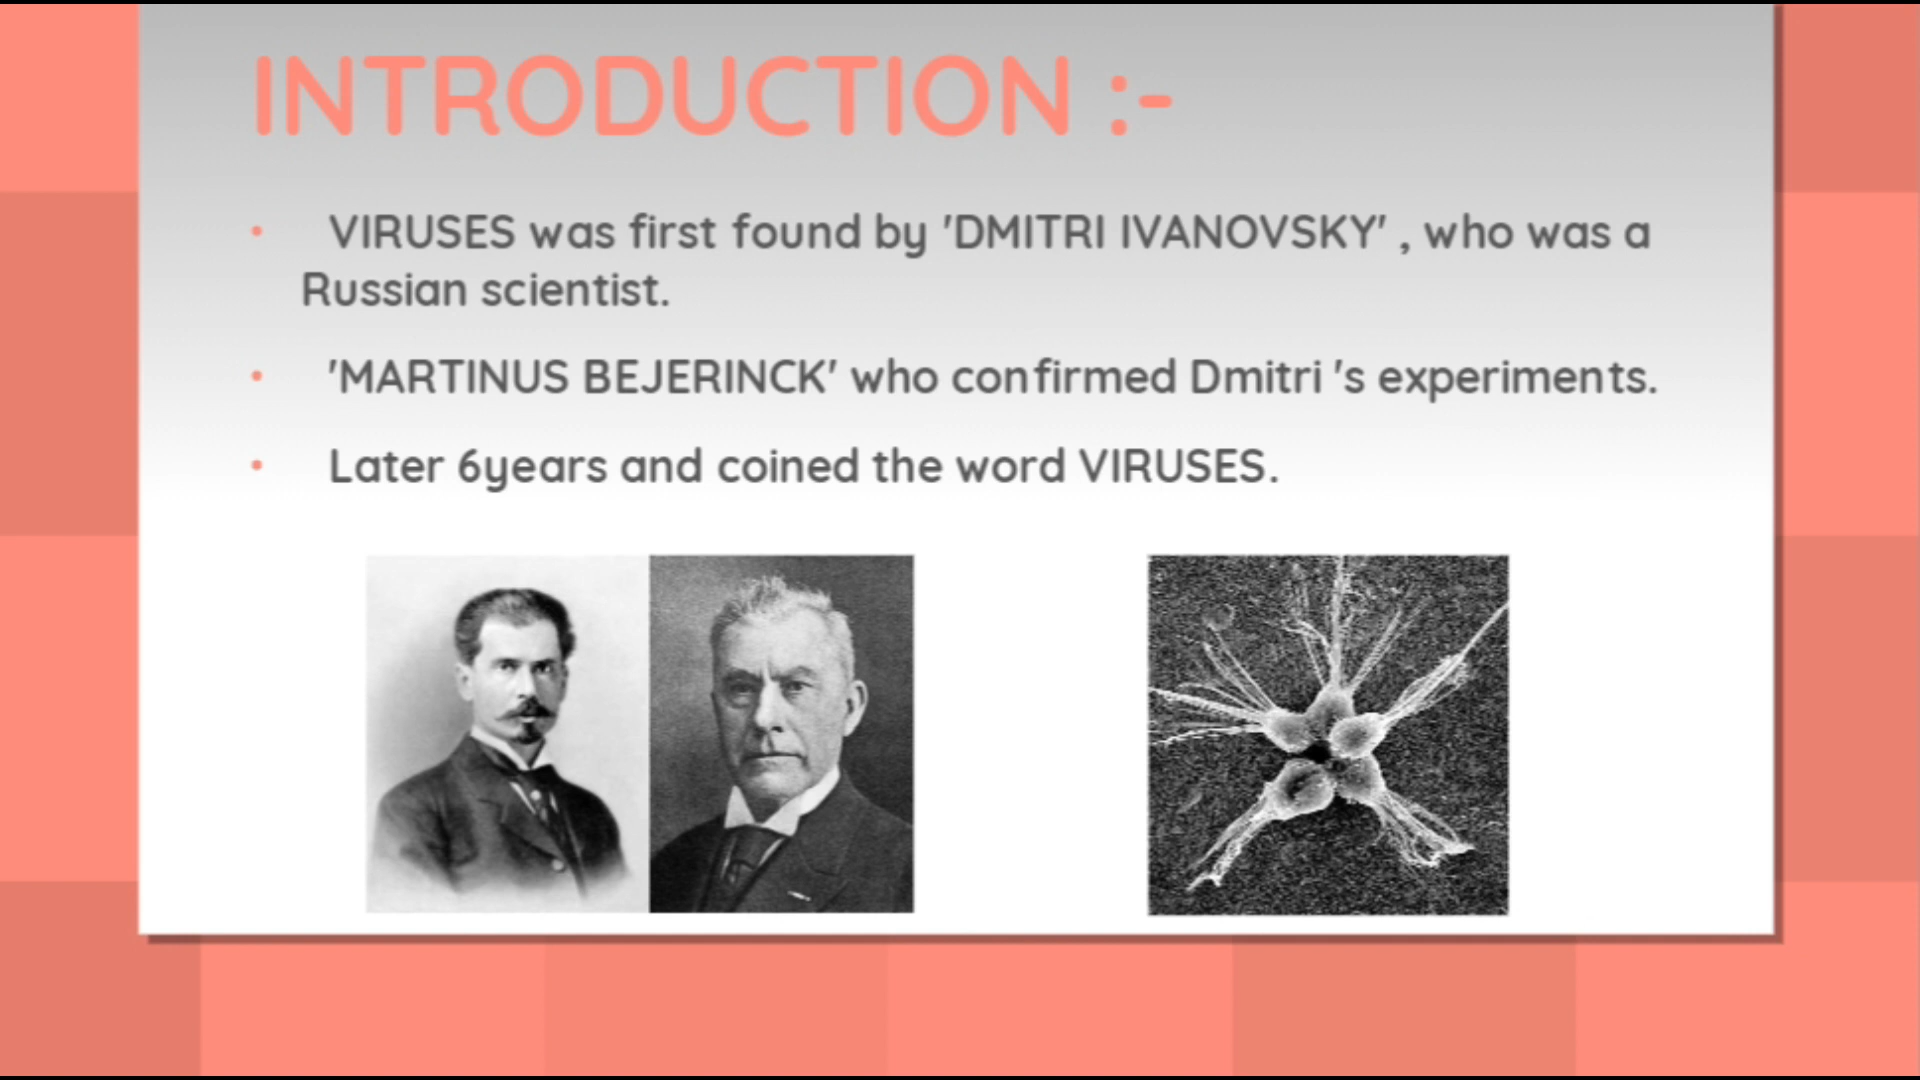 INTRODUCTION :-
• VIRUSES was first found by 'DMITRI IVANOVSKY' , who was a
Russian scientist.
• 'MARTINUS BEJERINCK' who confirmed Dmitri 's experiments.
• Later 6years and coined the word VIRUSES.